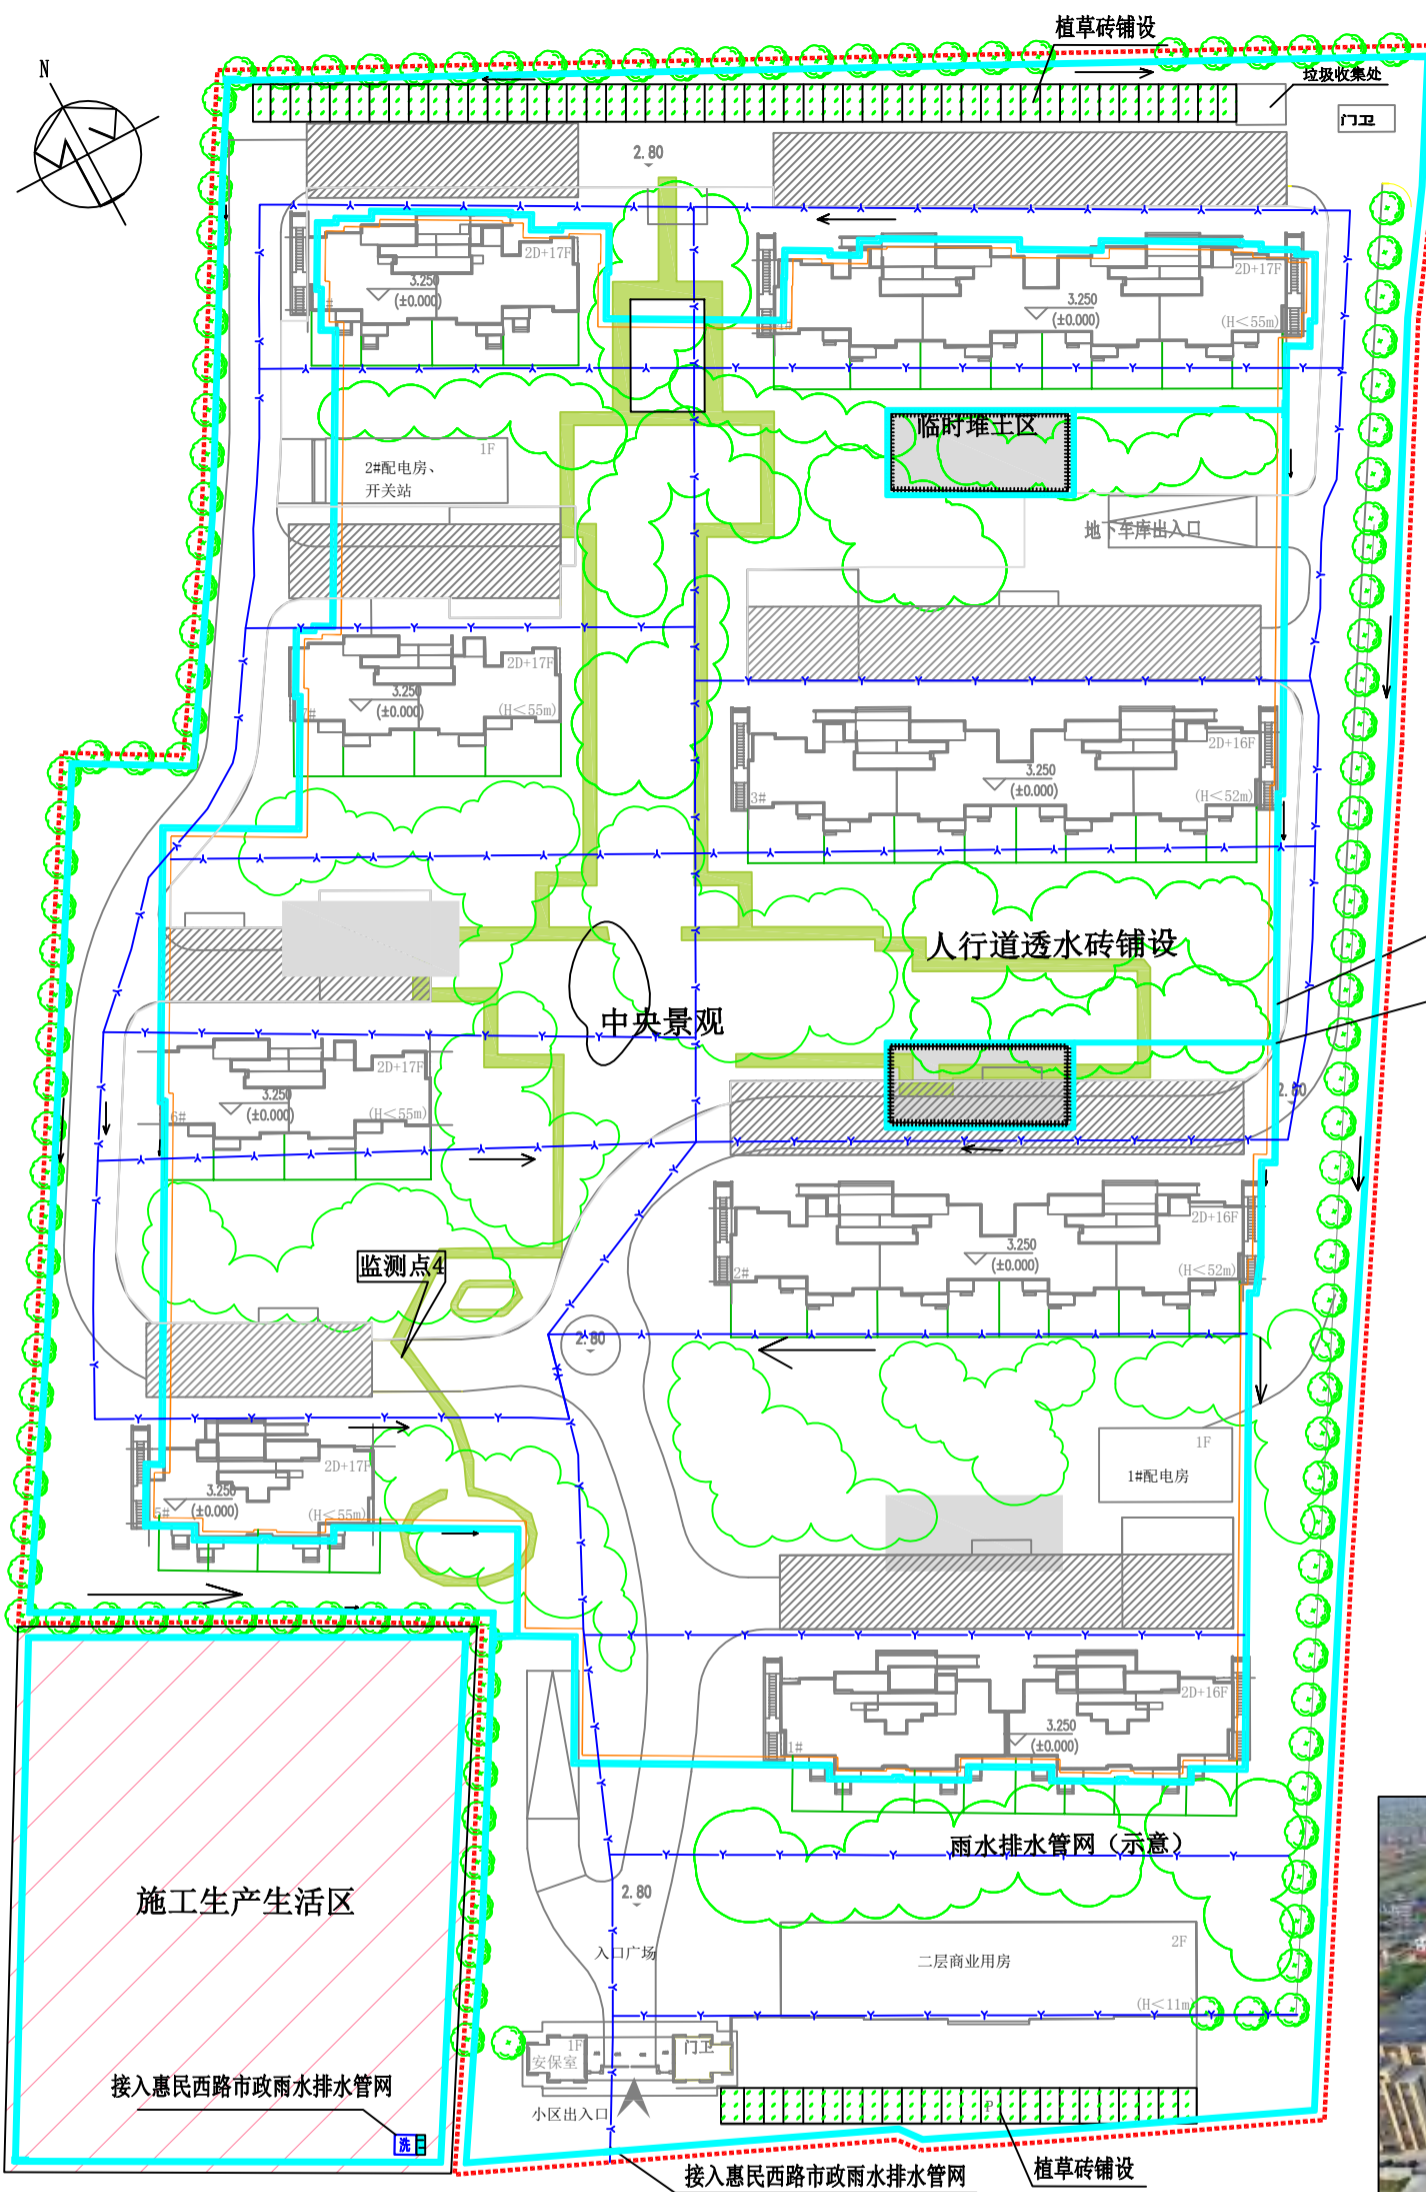 植草砖铺设
N
垃圾收集处
门卫
2.80
2D+17F
3.250
(±0.000)
2D+17F
3.250
(±0.000)
(H<55m)
临时堆土区
1F
2#配电房、
开关站
地下车库出入口
2D+17F
3.250
(±0.000)
(H<55m)
7#
2D+16F
3.250
(±0.000)
(H<52m)
3#
人行道透水砖铺设
中央景观
2D+17F
3.250
(±0.000)
(H<55m)
6#
2.80
2D+16F
3.250
(±0.000)
(H<52m)
2#
监测点4
2.80
1F
1#配电房
2D+17F
3.250
(±0.000)
(H<55m)
5#
2D+16F
3.250
(±0.000)
1#
雨水排水管网（示意）
施工生产生活区
2.80
入口广场
2F
二层商业用房
(H<11m)
1F
安保室
门卫
接入惠民西路市政雨水排水管网
洗
小区出入口
P
接入惠民西路市政雨水排水管网
植草砖铺设